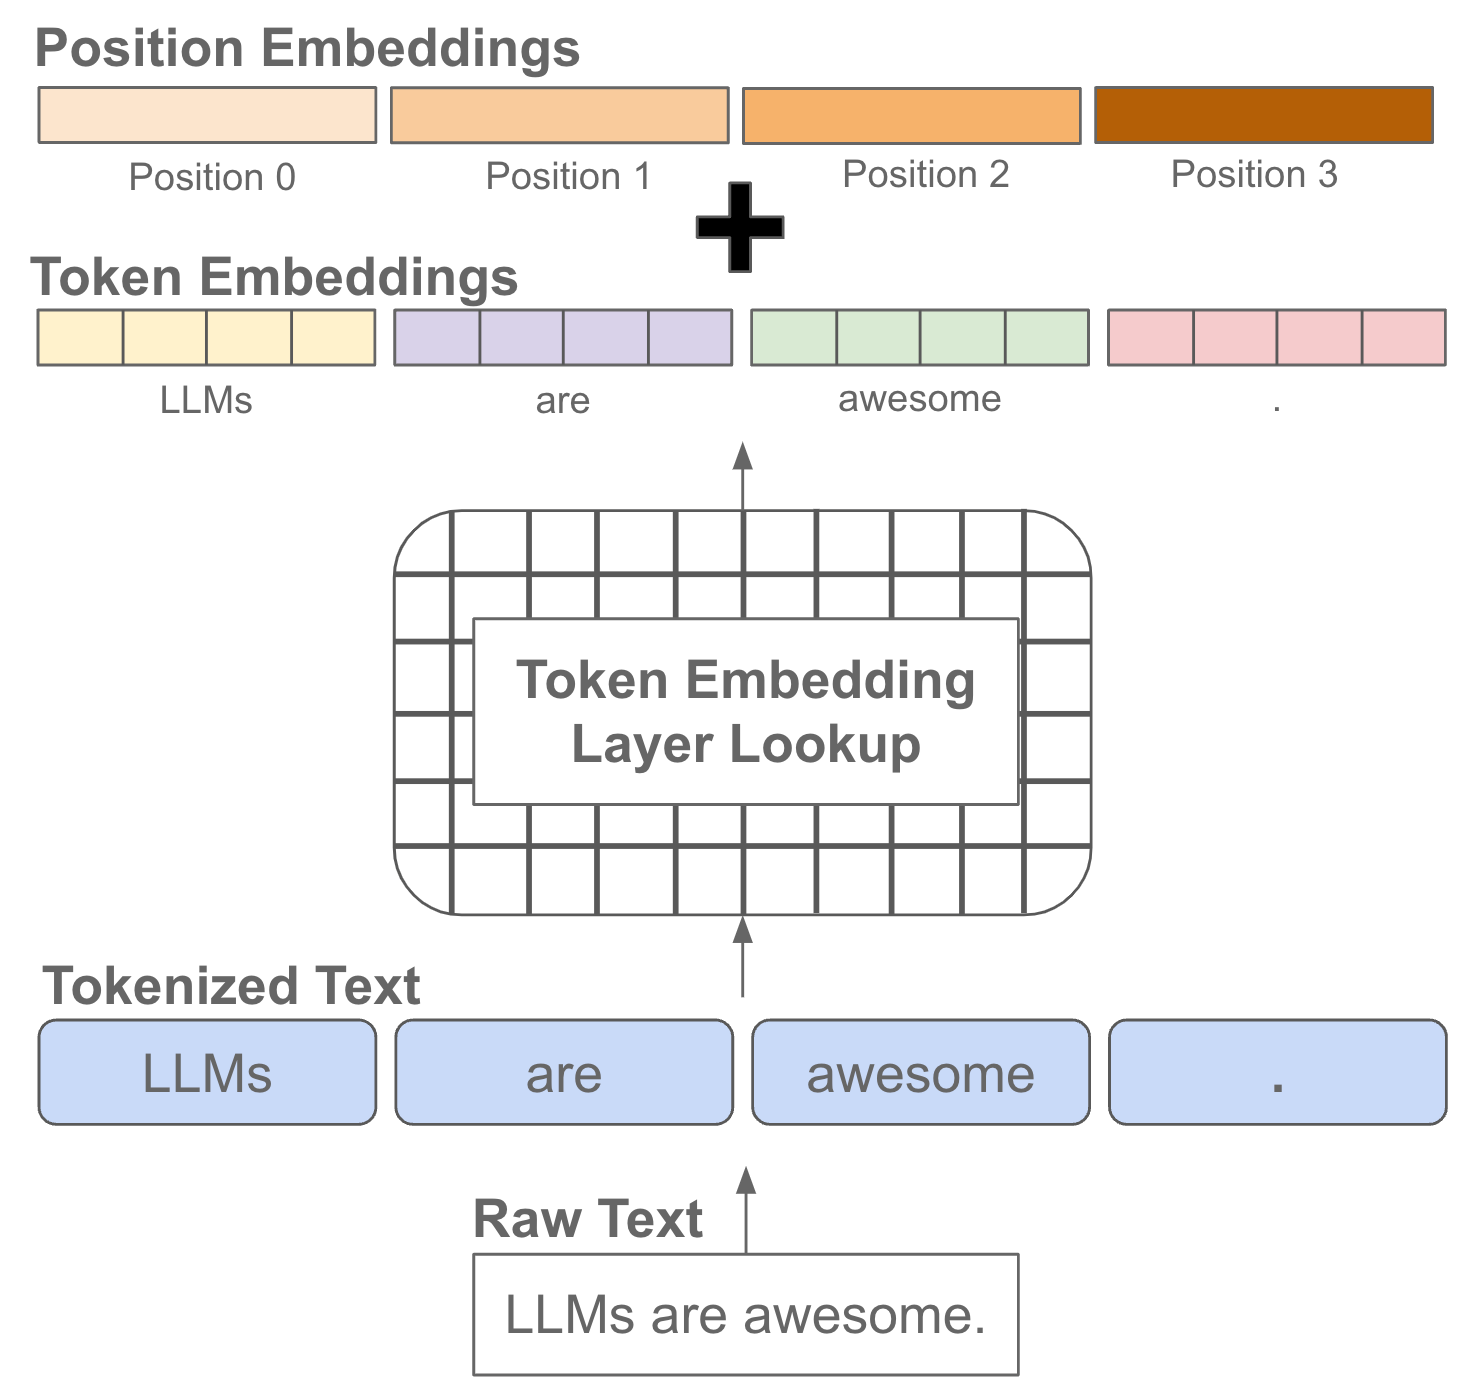 Position Embeddings
Position 0 Position 1 Position 2 Position 3
Token Embeddings
LLMs are awesome .
Token Embedding
Layer Lookup
Tokenized Text
LLMs are awesome .
Raw Text
LLMs are awesome.